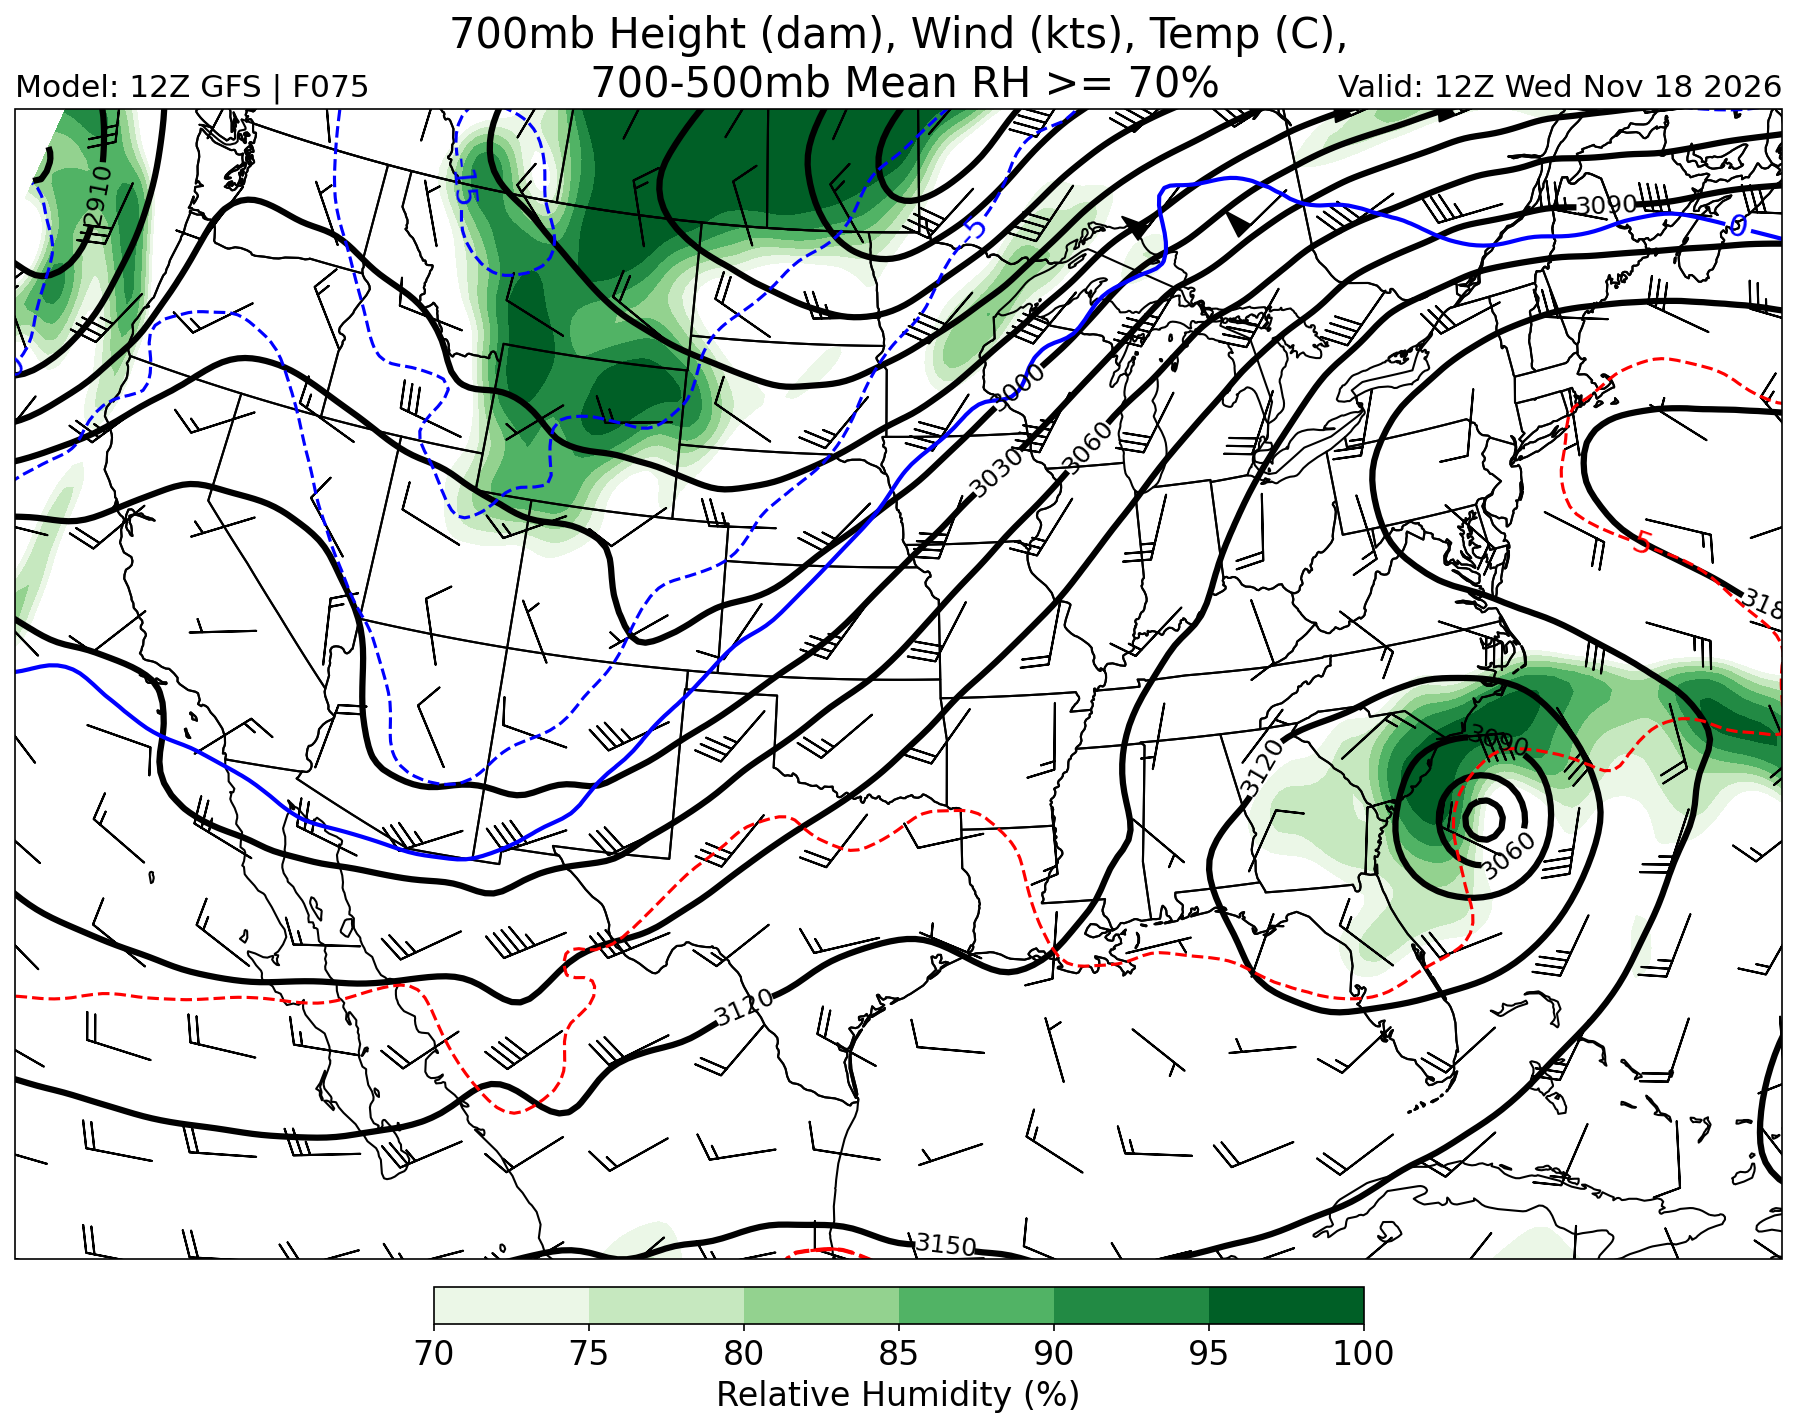 700mb Height (dam), Wind (kts), Temp (C),
700-500mb Mean RH >= 70%
Model: 12Z GFS | F075
Valid: 12Z Wed Nov 18 2026
2910
-15
-5
3090
0
3000
3060
3030
5
318
3090
3120
3060
3120
3150
70 75 80 85 90 95 100
Relative Humidity (%)